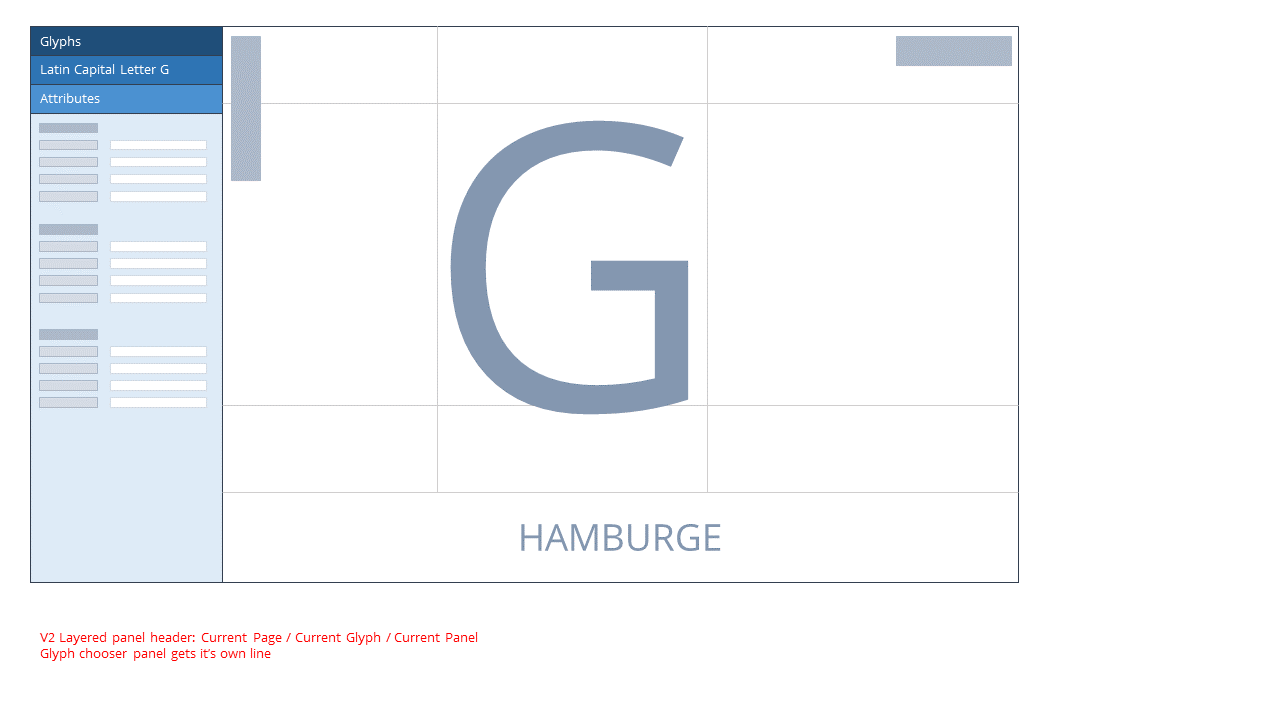 Glyphs
Latin Capital Letter G
Attributes
G
HAMBURGE
V2 Layered panel header: Current Page / Current Glyph / Current Panel
Glyph chooser panel gets it’s own line